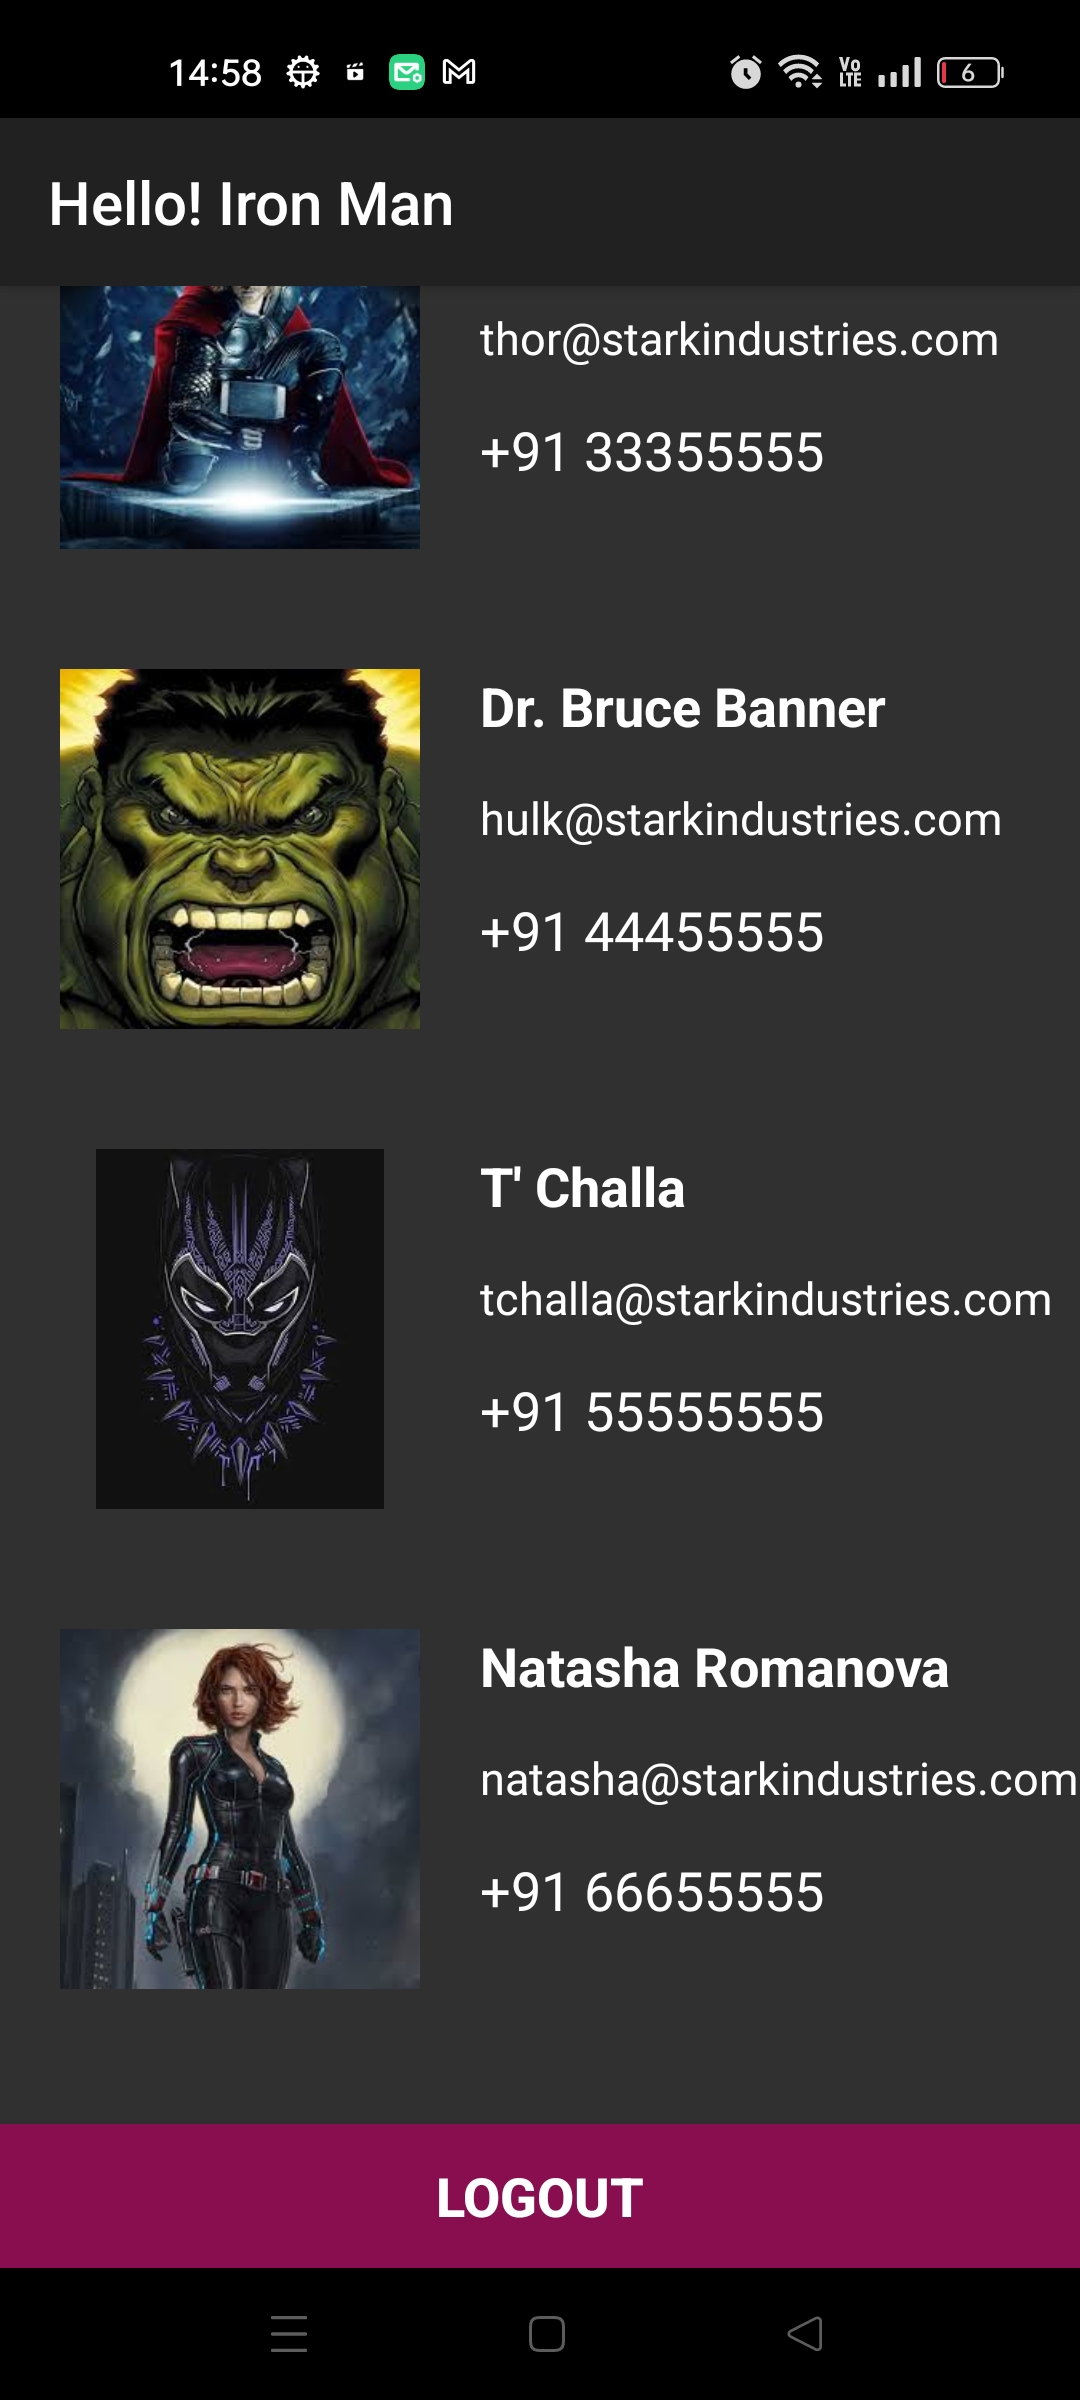 14:58
Vo
LTE
6
Hello! Iron Man
thor@starkindustries.com
+91 33355555
Dr. Bruce Banner
hulk@starkindustries.com
+91 44455555
T' Challa
tchalla@starkindustries.com
+91 55555555
Natasha Romanova
natasha@starkindustries.com
+91 66655555
LOGOUT